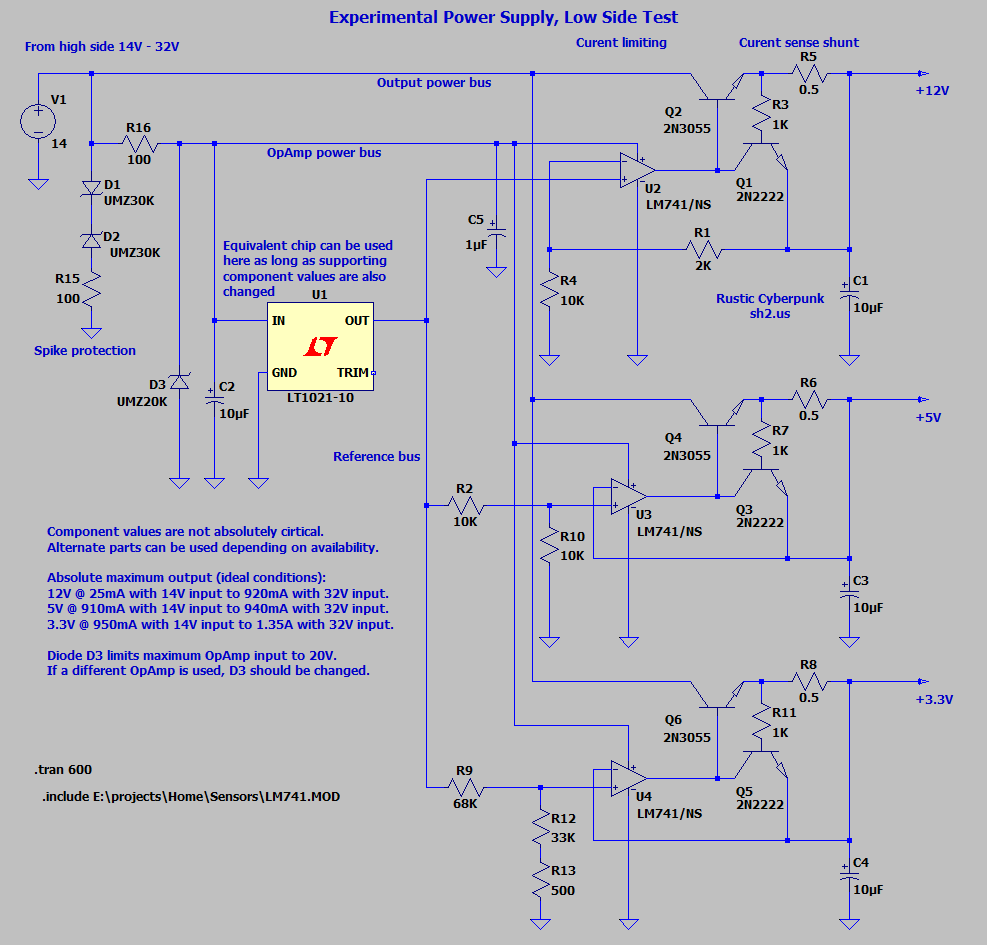 Experimental Power Supply, Low Side Test
From high side 14V - 32V
Curent limiting
Curent sense shunt
R5
0.5
+12V
Output power bus
V1
14
R16
100
OpAmp power bus
Q2
2N3055
R3
1K
Q1
2N2222
U2
LM741/NS
D1
UMZ30K
D2
UMZ30K
R15
100
Spike protection
C5
1µF
R1
2K
R4
10K
C1
10µF
Rustic Cyberpunk
sh2.us
Equivalent chip can be used
here as long as supporting
component values are also
changed
U1
IN
OUT
GND
TRIM
LT1021-10
D3
UMZ20K
C2
10µF
Reference bus
R6
0.5
+5V
Q4
2N3055
R7
1K
Q3
2N2222
U3
LM741/NS
R2
10K
R10
10K
C3
10µF
Component values are not absolutely cirtical.
Alternate parts can be used depending on availability.
Absolute maximum output (ideal conditions):
12V @ 25mA with 14V input to 920mA with 32V input.
5V @ 910mA with 14V input to 940mA with 32V input.
3.3V @ 950mA with 14V input to 1.35A with 32V input.
Diode D3 limits maximum OpAmp input to 20V.
If a different OpAmp is used, D3 should be changed.
R8
0.5
+3.3V
Q6
2N3055
R11
1K
Q5
2N2222
U4
LM741/NS
R9
68K
R12
33K
R13
500
C4
10µF
.tran 600
.include E:\projects\Home\Sensors\LM741.MOD